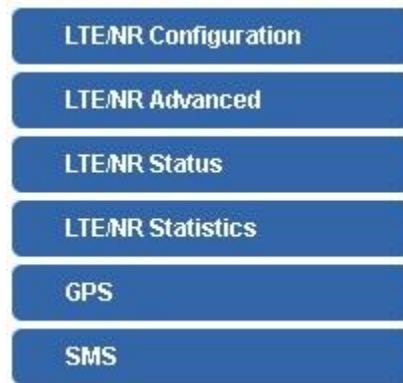 LTE/NR Configuration
LTE/NR Advanced
LTE/NR Status
LTE/NR Statistics
GPS
SMS